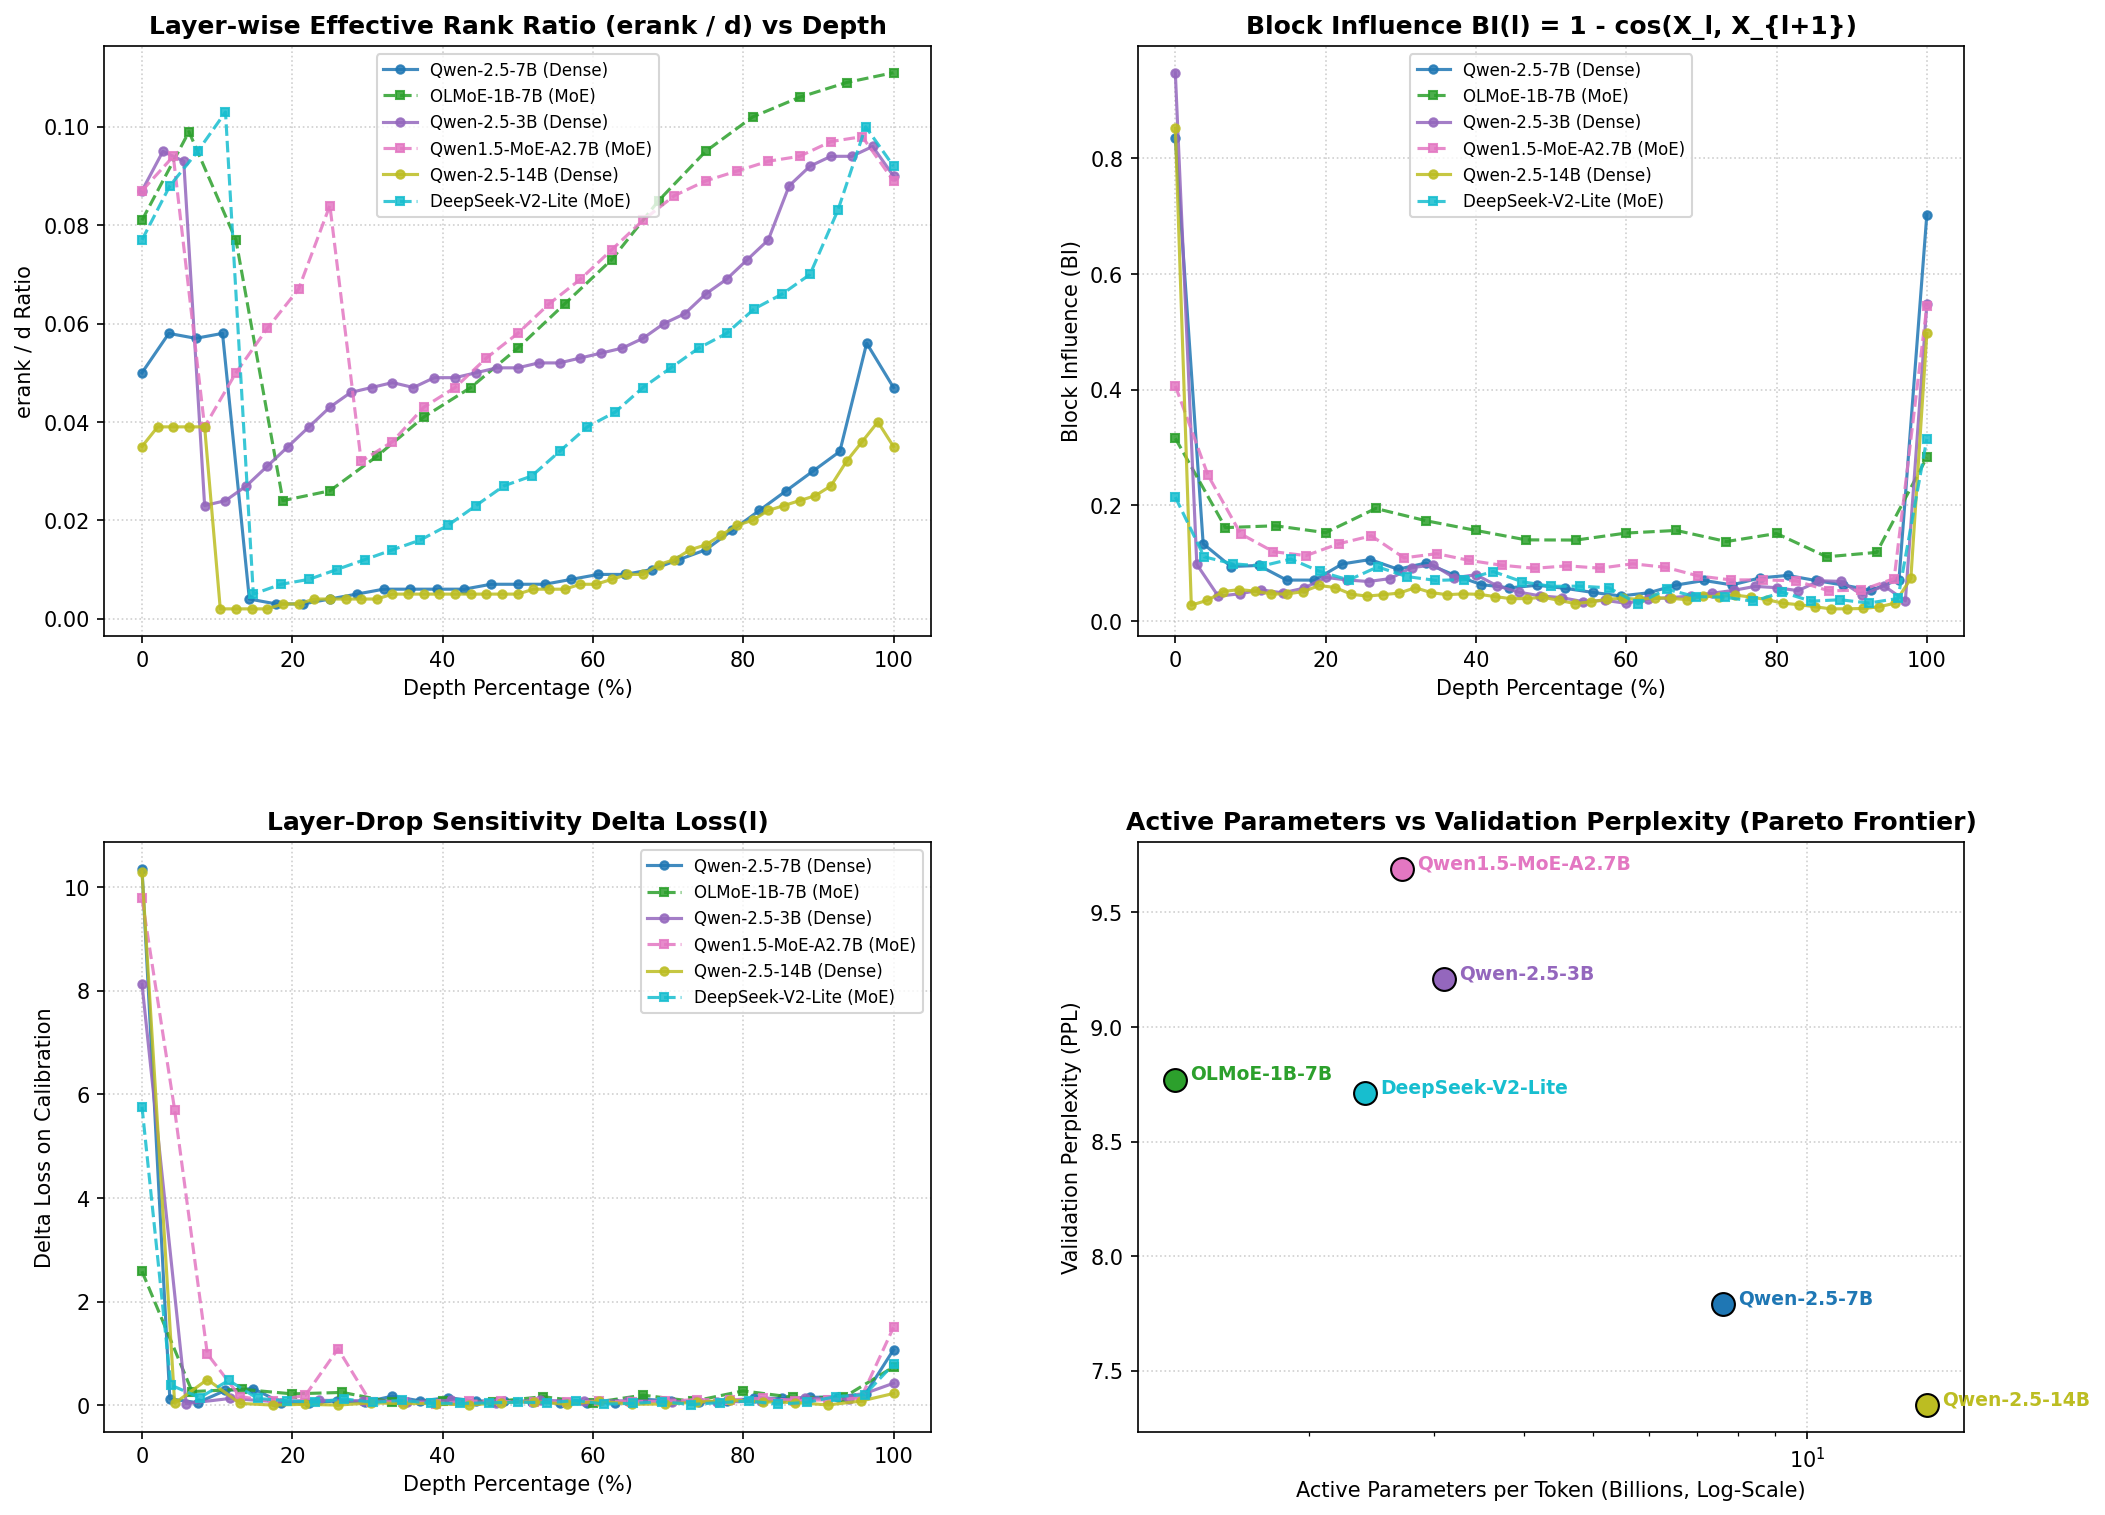 Layer-wise Effective Rank Ratio (erank / d) vs Depth
erank / d Ratio
0.10
0.08
0.06
0.04
0.02
0.00
Qwen-2.5-7B (Dense)
OLMoE-1B-7B (MoE)
Qwen-2.5-3B (Dense)
Qwen1.5-MoE-A2.7B (MoE)
Qwen-2.5-14B (Dense)
DeepSeek-V2-Lite (MoE)
0 20 40 60 80 100
Depth Percentage (%)
Block Influence BI(l) = 1 - cos(X_l, X_{l+1})
Block Influence (BI)
0.8
0.6
0.4
0.2
0.0
Qwen-2.5-7B (Dense)
OLMoE-1B-7B (MoE)
Qwen-2.5-3B (Dense)
Qwen1.5-MoE-A2.7B (MoE)
Qwen-2.5-14B (Dense)
DeepSeek-V2-Lite (MoE)
0 20 40 60 80 100
Depth Percentage (%)
Layer-Drop Sensitivity Delta Loss(l)
Delta Loss on Calibration
10
8
6
4
2
0
Qwen-2.5-7B (Dense)
OLMoE-1B-7B (MoE)
Qwen-2.5-3B (Dense)
Qwen1.5-MoE-A2.7B (MoE)
Qwen-2.5-14B (Dense)
DeepSeek-V2-Lite (MoE)
0 20 40 60 80 100
Depth Percentage (%)
Active Parameters vs Validation Perplexity (Pareto Frontier)
Validation Perplexity (PPL)
9.5
9.0
8.5
8.0
7.5
Qwen1.5-MoE-A2.7B
Qwen-2.5-3B
OLMoE-1B-7B
DeepSeek-V2-Lite
Qwen-2.5-7B
Qwen-2.5-14B
10¹
Active Parameters per Token (Billions, Log-Scale)